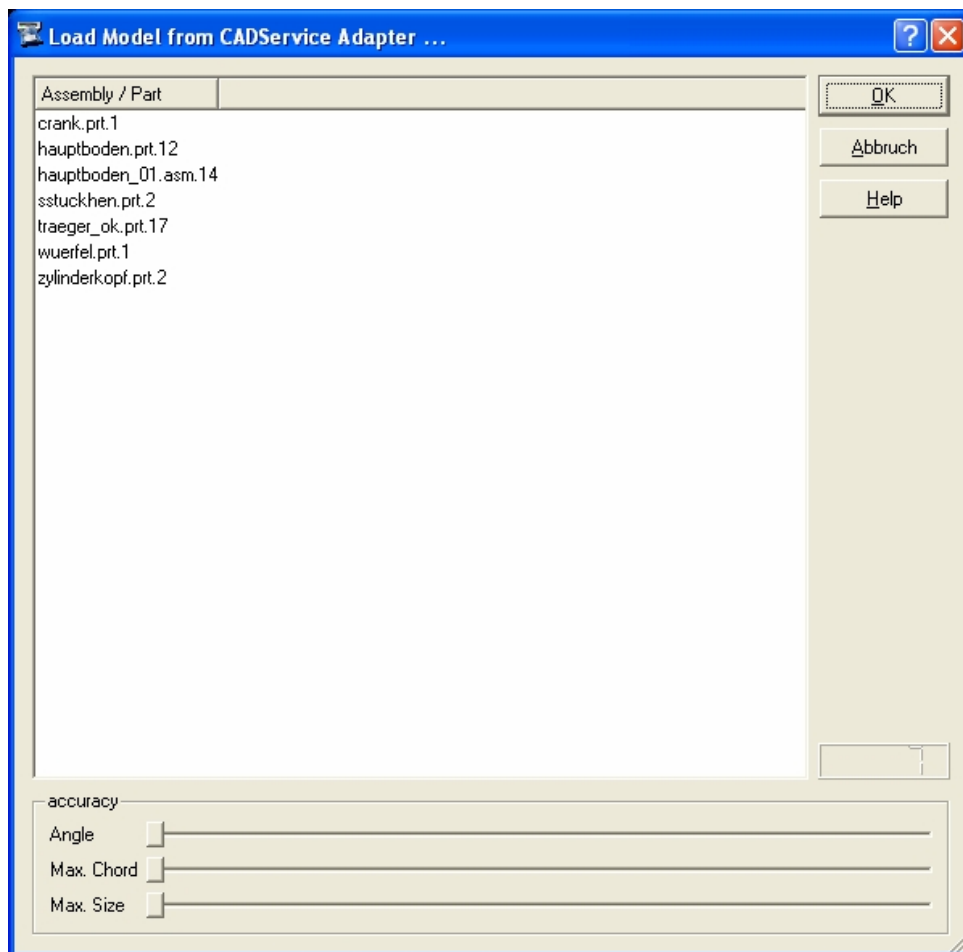 Load Model from CADService Adapter ...
Assembly / Part
crank.prt.1
hauptboden.prt.12
hauptboden_01.asm.14
sstuckhen.prt.2
traeger_ok.prt.17
wuerfel.prt.1
zylinderkopf.prt.2
OK
Abbruch
Help
accuracy
Angle
Max. Chord
Max. Size